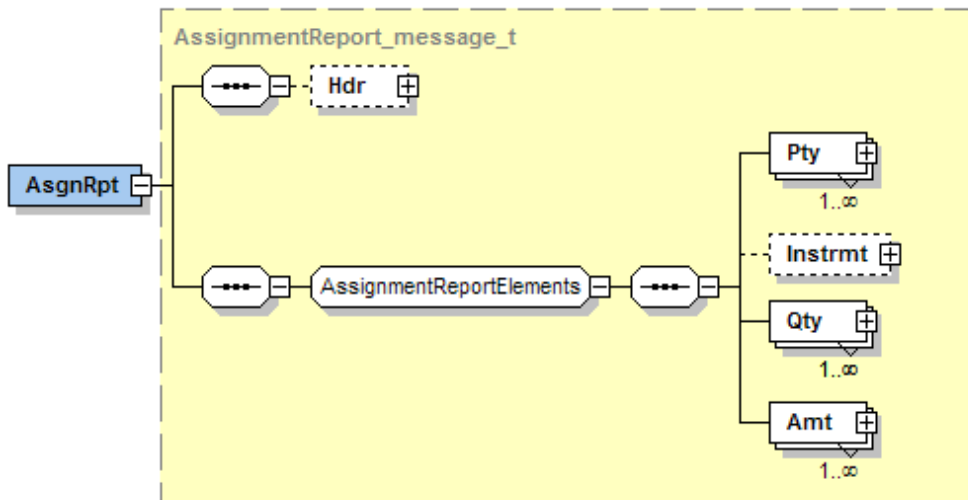 AssignmentReport_message_t
Hdr
AsgnRpt
Pty
1..∞
Instrmt
AssignmentReportElements
Qty
1..∞
Amt
1..∞